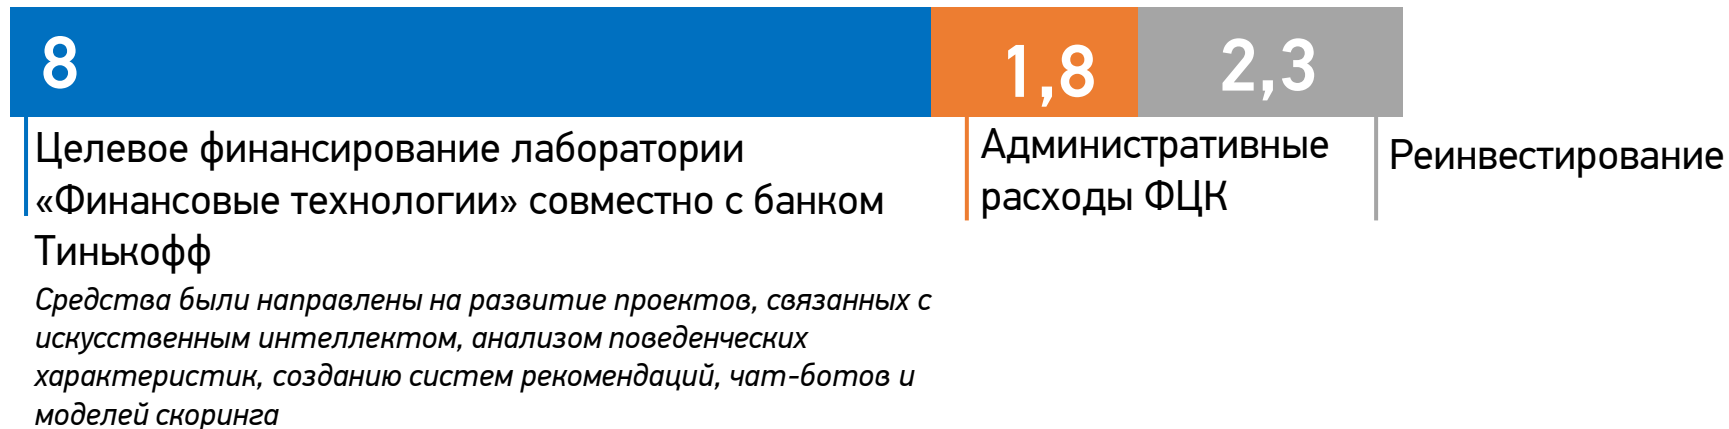 8
1,8
2,3
Целевое финансирование лаборатории
«Финансовые технологии» совместно с банком
Тинькофф
Средства были направлены на развитие проектов, связанных с
искусственным интеллектом, анализом поведенческих
характеристик, созданию систем рекомендаций, чат-ботов и
моделей скоринга
Административные
расходы ФЦК
Реинвестирование